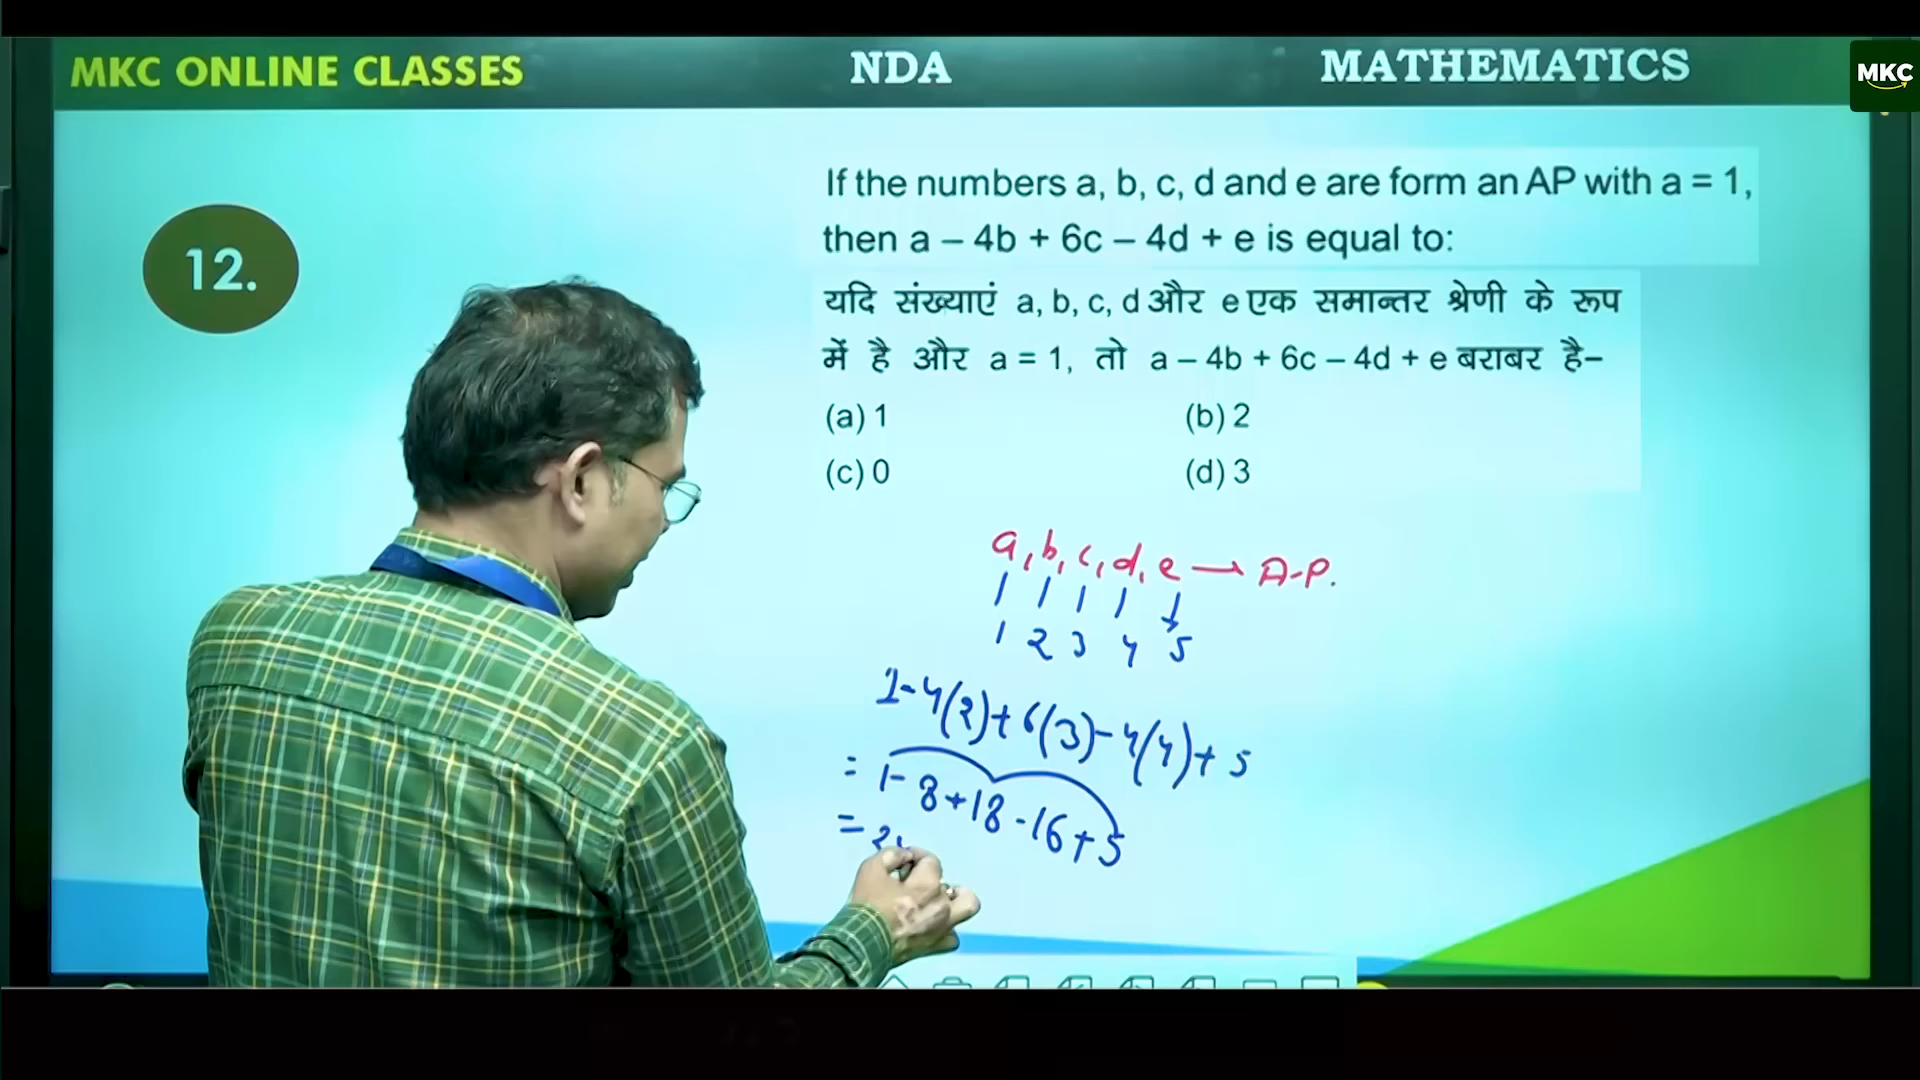 MKC ONLINE CLASSES NDA MATHEMATICS
MKC
12.
If the numbers a, b, c, d and e are form an AP with a = 1,
then a – 4b + 6c – 4d + e is equal to:
यदि संख्याएं a, b, c, d और e एक समान्तर श्रेणी के रूप
में है और a = 1, तो a – 4b + 6c – 4d + e बराबर है–
(a) 1 (b) 2
(c) 0 (d) 3
a, b, c, d, e → A.P.
1 2 3 4 5
1-4(2)+6(3)-4(4)+5
= 1-8+18-16+5
= 24